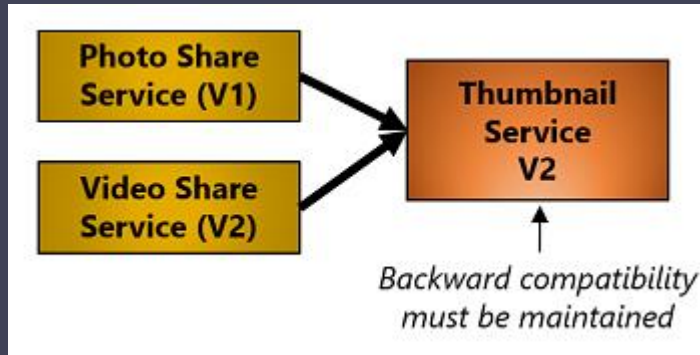 Photo Share
Service (V1)
Video Share
Service (V2)
Thumbnail
Service
V2
Backward compatibility
must be maintained